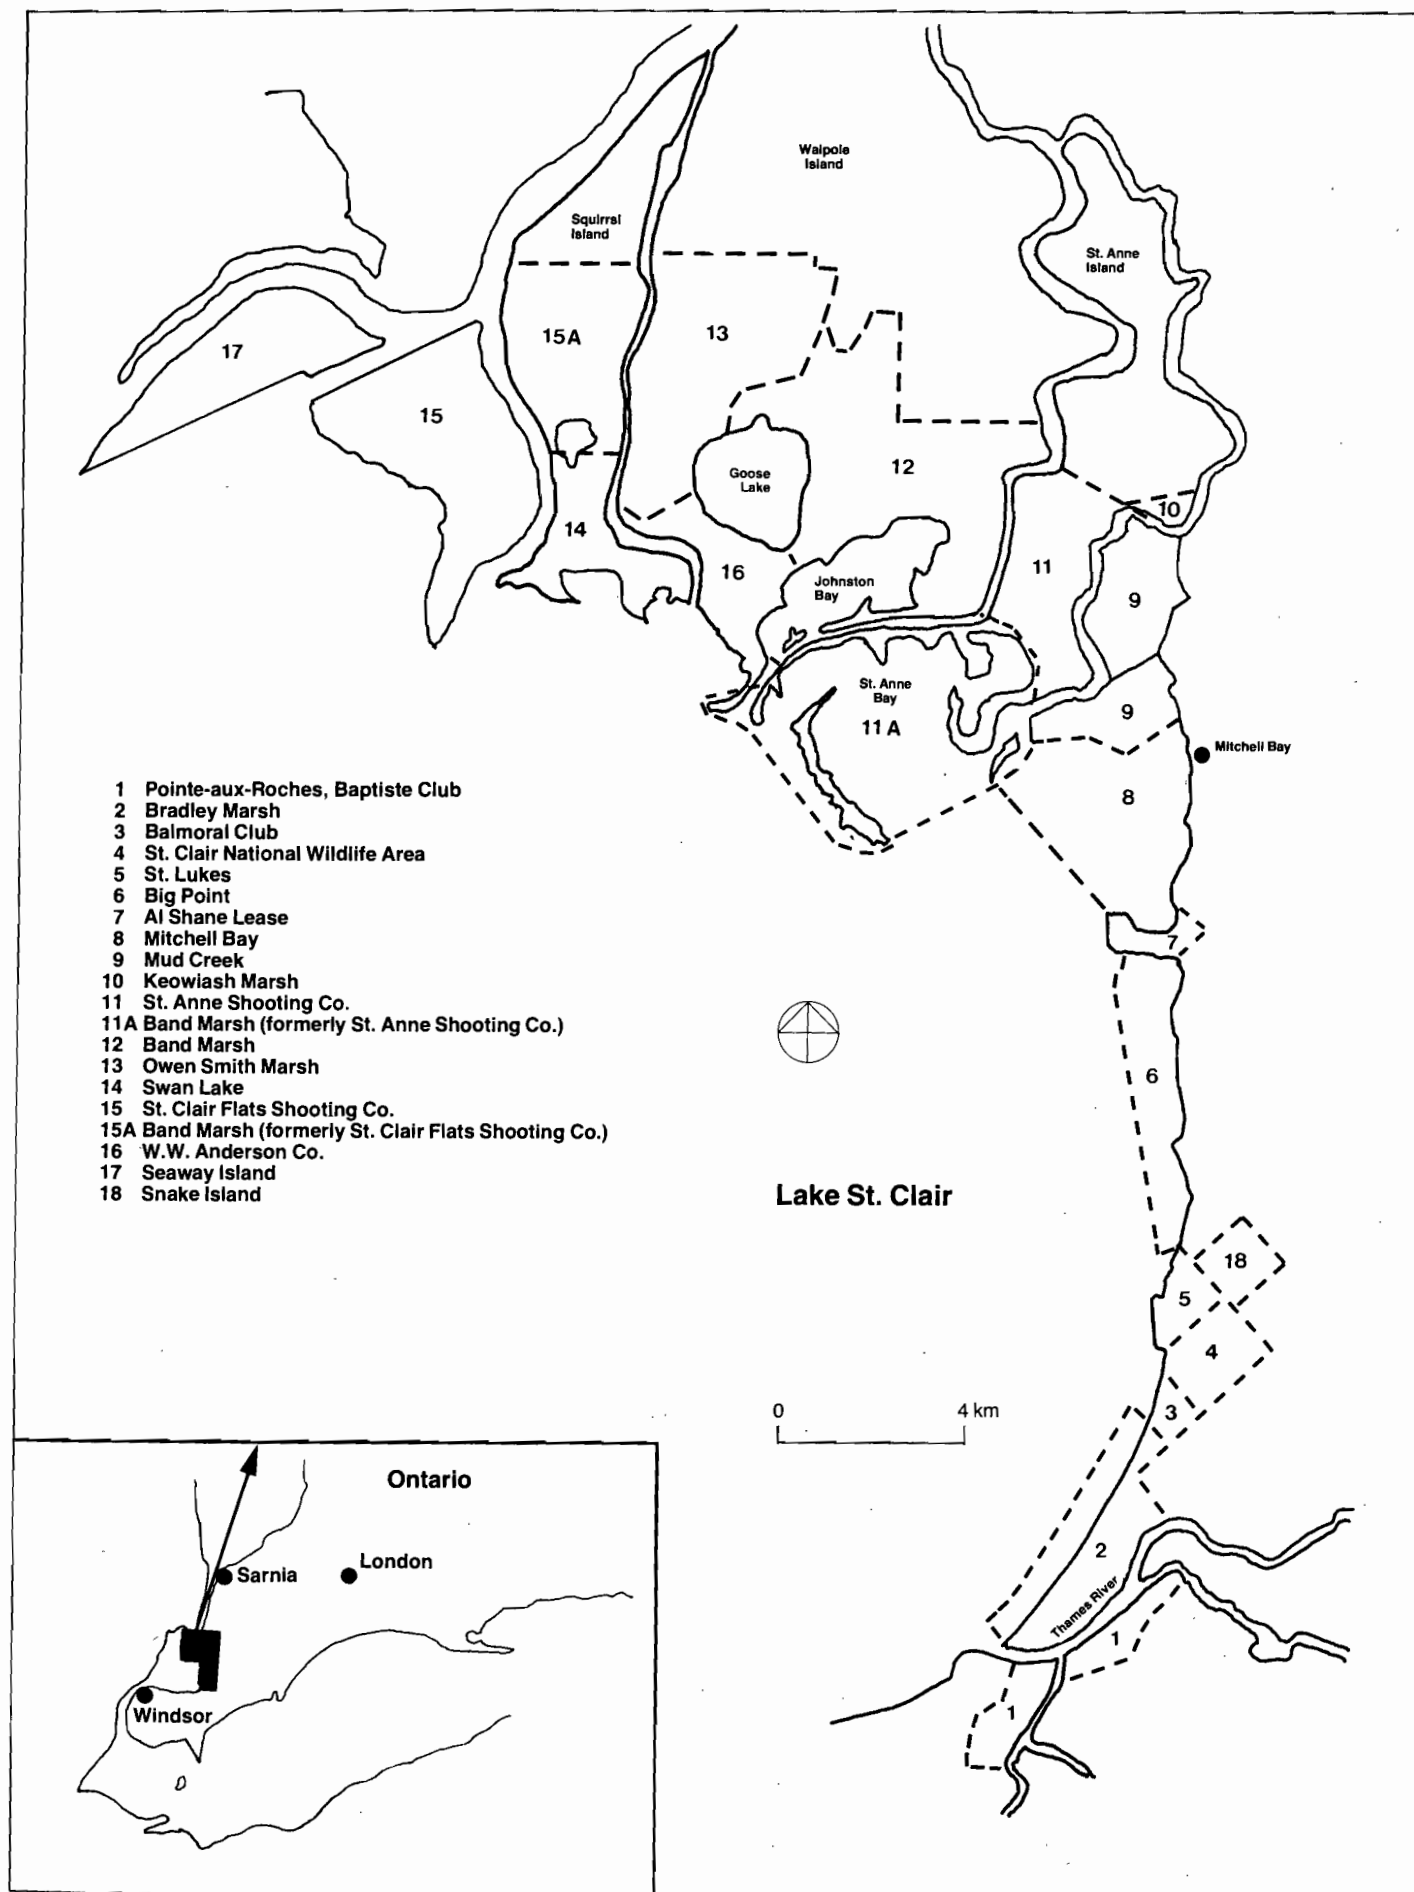 Walpole
Island
Squirrel
Island
St. Anne
Island
17
15A
13
15
Goose
Lake
12
10
14
16
Johnston
Bay
11
9
St. Anne
Bay
11 A
9
Mitchell Bay
8
1 Pointe-aux-Roches, Baptiste Club
2 Bradley Marsh
3 Balmoral Club
4 St. Clair National Wildlife Area
5 St. Lukes
6 Big Point
7 Al Shane Lease
8 Mitchell Bay
9 Mud Creek
10 Keowiash Marsh
11 St. Anne Shooting Co.
11A Band Marsh (formerly St. Anne Shooting Co.)
12 Band Marsh
13 Owen Smith Marsh
14 Swan Lake
15 St. Clair Flats Shooting Co.
15A Band Marsh (formerly St. Clair Flats Shooting Co.)
16 W.W. Anderson Co.
17 Seaway Island
18 Snake Island
7
6
Lake St. Clair
18
5
4
3
0 4 km
2
Thames River
1
1
Ontario
Sarnia
London
Windsor